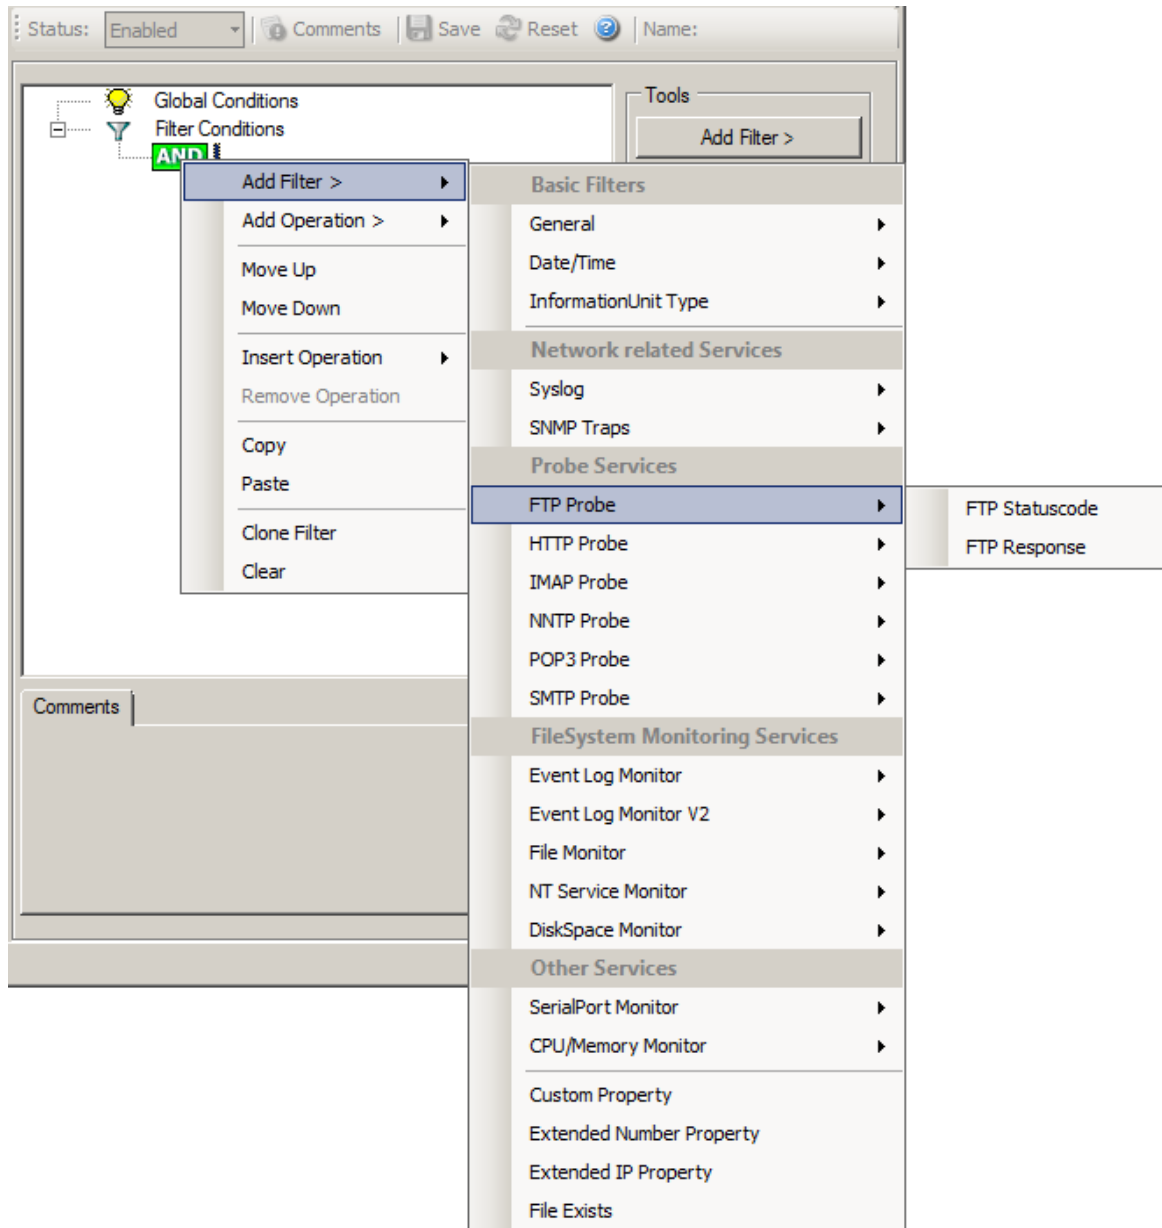 Status: Enabled Comments Save Reset Name:
Global Conditions
Filter Conditions
AND
Tools
Add Filter >
Add Filter >
Add Operation >
Move Up
Move Down
Insert Operation
Remove Operation
Copy
Paste
Clone Filter
Clear
Basic Filters
General
Date/Time
InformationUnit Type
Network related Services
Syslog
SNMP Traps
Probe Services
FTP Probe
HTTP Probe
IMAP Probe
NNTP Probe
POP3 Probe
SMTP Probe
FileSystem Monitoring Services
Event Log Monitor
Event Log Monitor V2
File Monitor
NT Service Monitor
DiskSpace Monitor
Other Services
SerialPort Monitor
CPU/Memory Monitor
Custom Property
Extended Number Property
Extended IP Property
File Exists
FTP Statuscode
FTP Response
Comments